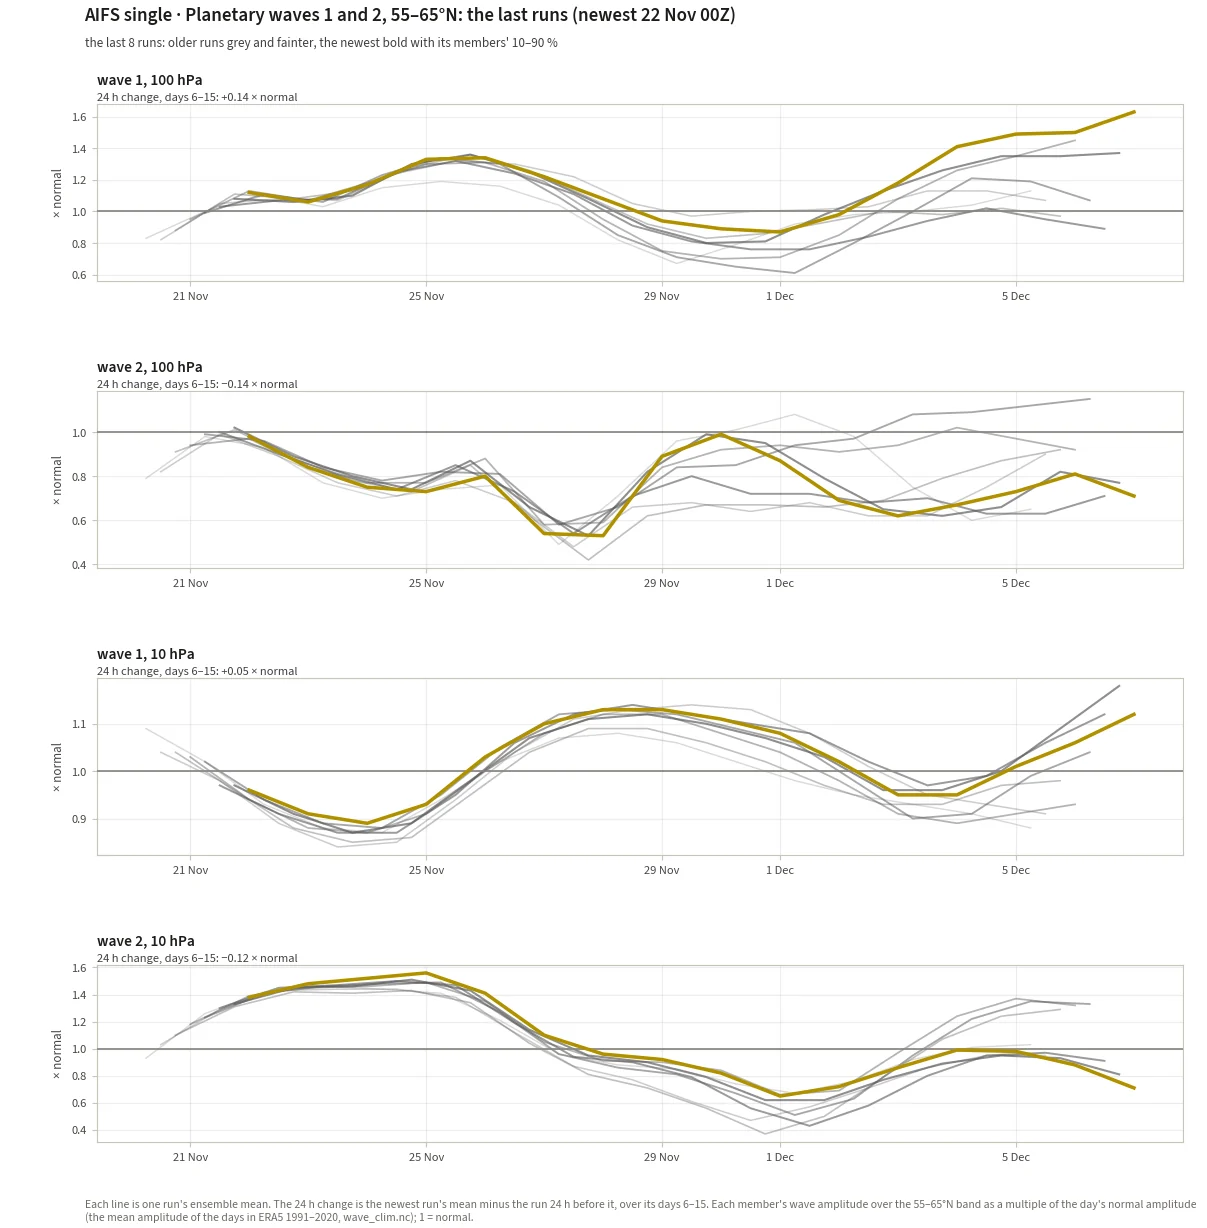 AIFS single · Planetary waves 1 and 2, 55–65°N: the last runs (newest 22 Nov 00Z)
the last 8 runs: older runs grey and fainter, the newest bold with its members' 10–90 %
wave 1, 100 hPa
24 h change, days 6–15: +0.14 × normal
1.6
1.4
1.2
1.0
0.8
0.6
× normal
21 Nov
25 Nov
29 Nov
1 Dec
5 Dec
wave 2, 100 hPa
24 h change, days 6–15: −0.14 × normal
1.0
0.8
0.6
0.4
× normal
21 Nov
25 Nov
29 Nov
1 Dec
5 Dec
wave 1, 10 hPa
24 h change, days 6–15: +0.05 × normal
1.1
1.0
0.9
× normal
21 Nov
25 Nov
29 Nov
1 Dec
5 Dec
wave 2, 10 hPa
24 h change, days 6–15: −0.12 × normal
1.6
1.4
1.2
1.0
0.8
0.6
0.4
× normal
21 Nov
25 Nov
29 Nov
1 Dec
5 Dec
Each line is one run's ensemble mean. The 24 h change is the newest run's mean minus the run 24 h before it, over its days 6–15. Each member's wave amplitude over the 55–65°N band as a multiple of the day's normal amplitude
(the mean amplitude of the days in ERA5 1991–2020, wave_clim.nc); 1 = normal.